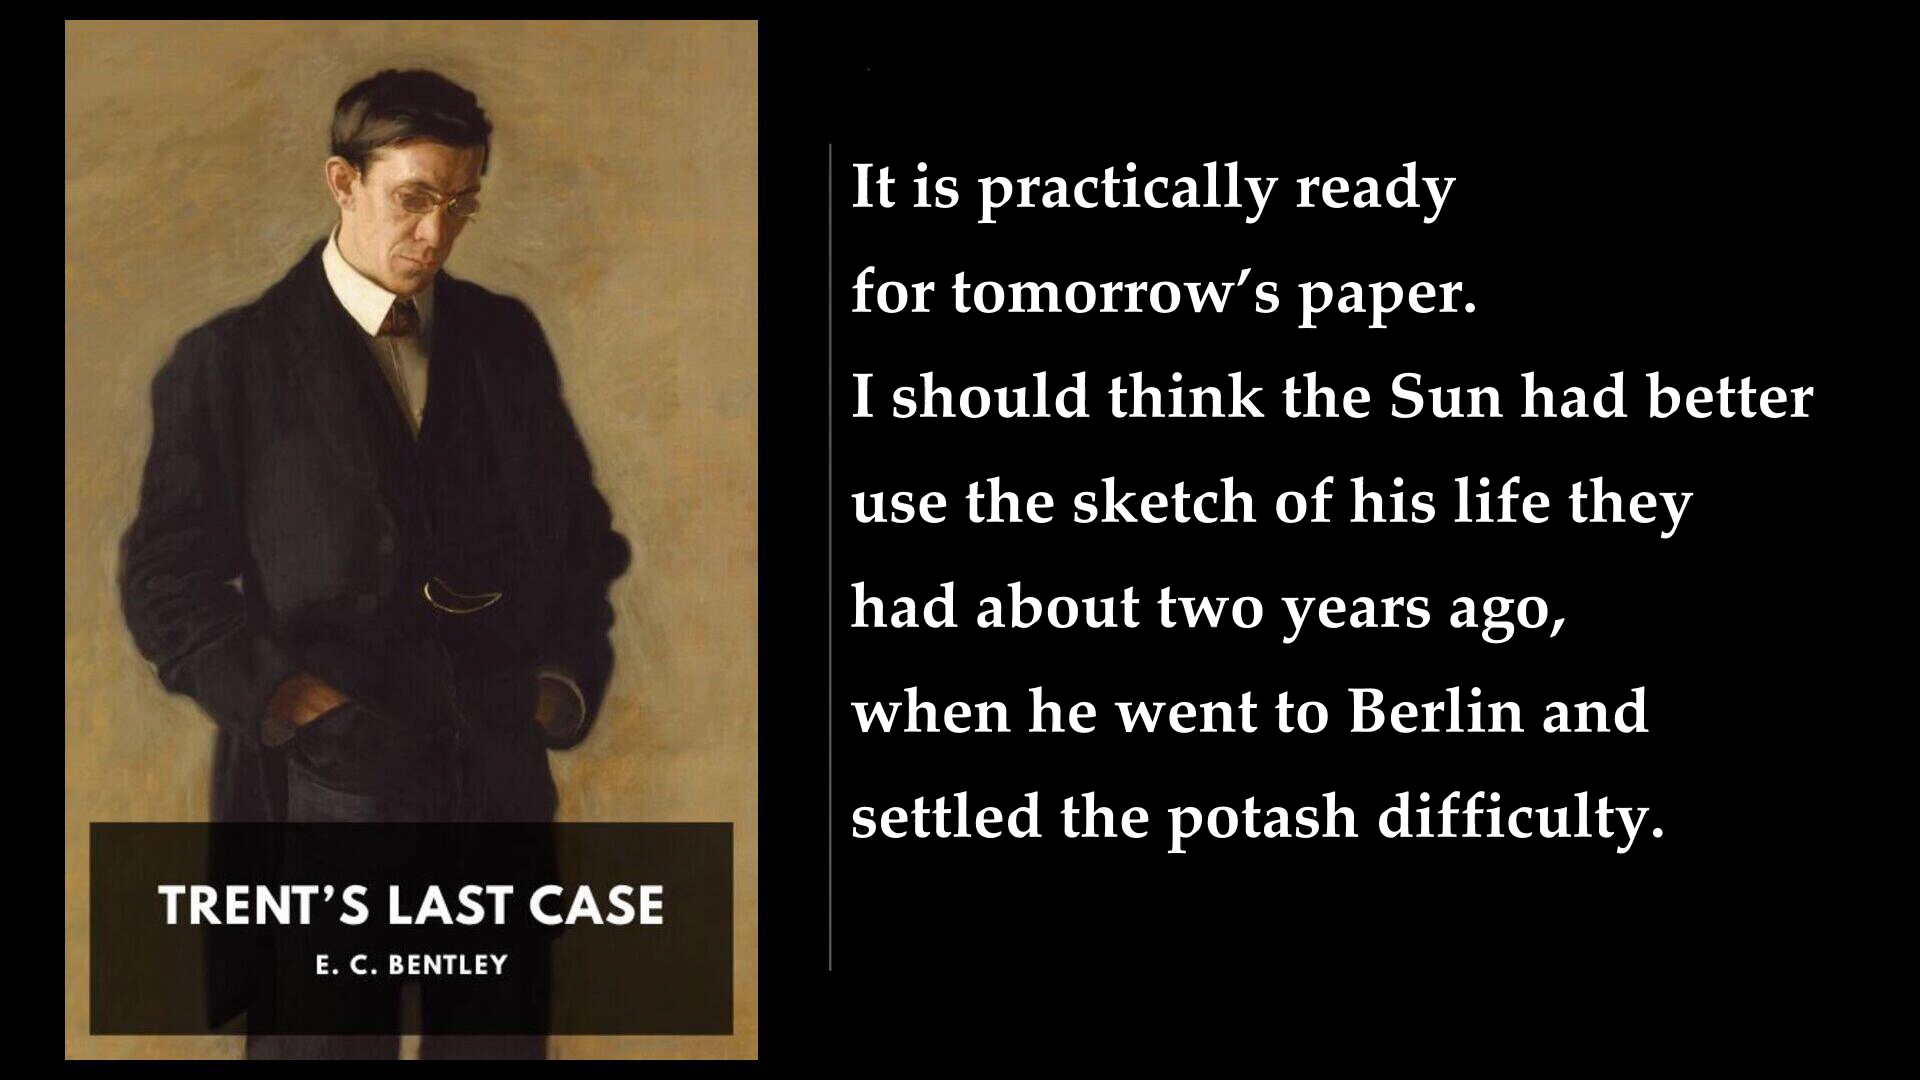 TRENT’S LAST CASE
E. C. BENTLEY
It is practically ready
for tomorrow’s paper.
I should think the Sun had better
use the sketch of his life they
had about two years ago,
when he went to Berlin and
settled the potash difficulty.